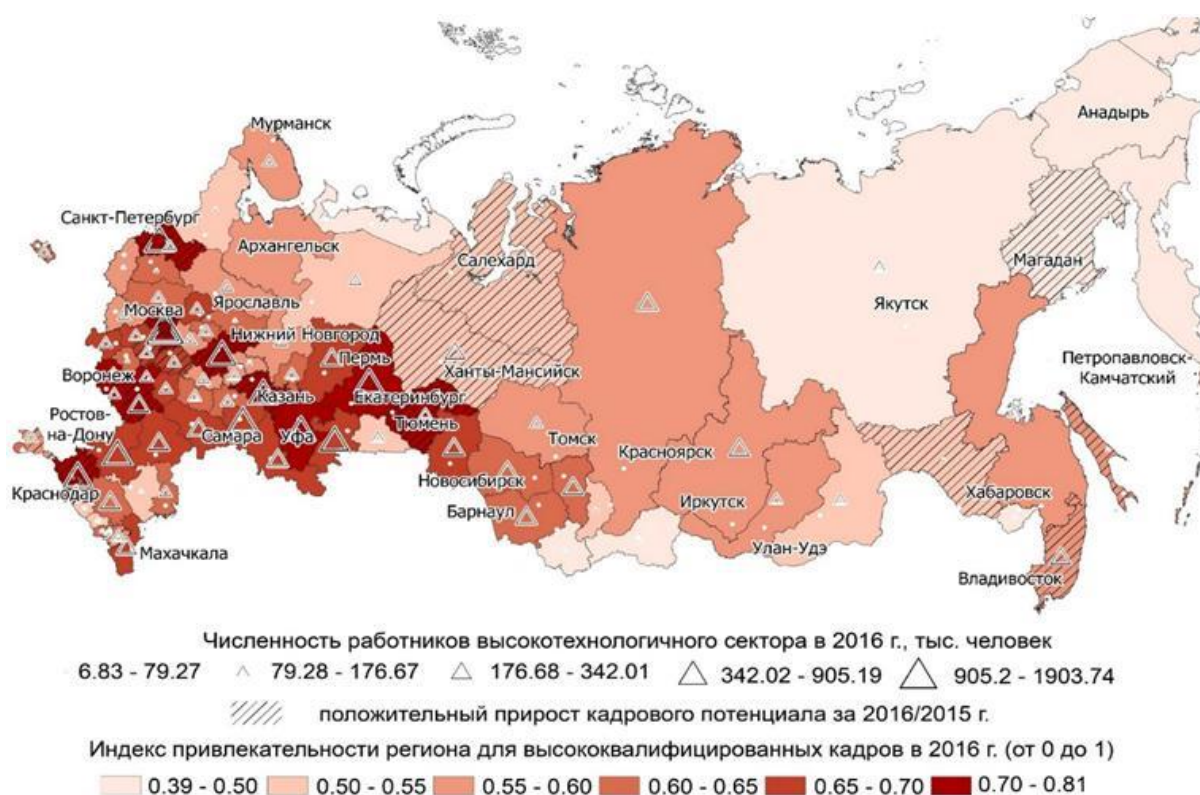 Мурманск
Анадырь
Санкт-Петербург
Архангельск
Салехард
Магадан
Москва
Ярославль
Якутск
Нижний Новгород
Пермь
Петропавловск-
Камчатский
Воронеж
Ханты-Мансийск
Казань
Екатеринбург
Ростов-
на-Дону
Самара
Уфа
Тюмень
Томск
Красноярск
Новосибирск
Краснодар
Иркутск
Хабаровск
Барнаул
Махачкала
Улан-Удэ
Владивосток
Численность работников высокотехнологичного сектора в 2016 г., тыс. человек
6.83 - 79.27 79.28 - 176.67 176.68 - 342.01 342.02 - 905.19 905.2 - 1903.74
положительный прирост кадрового потенциала за 2016/2015 г.
Индекс привлекательности региона для высококвалифицированных кадров в 2016 г. (от 0 до 1)
0.39 - 0.50 0.50 - 0.55 0.55 - 0.60 0.60 - 0.65 0.65 - 0.70 0.70 - 0.81